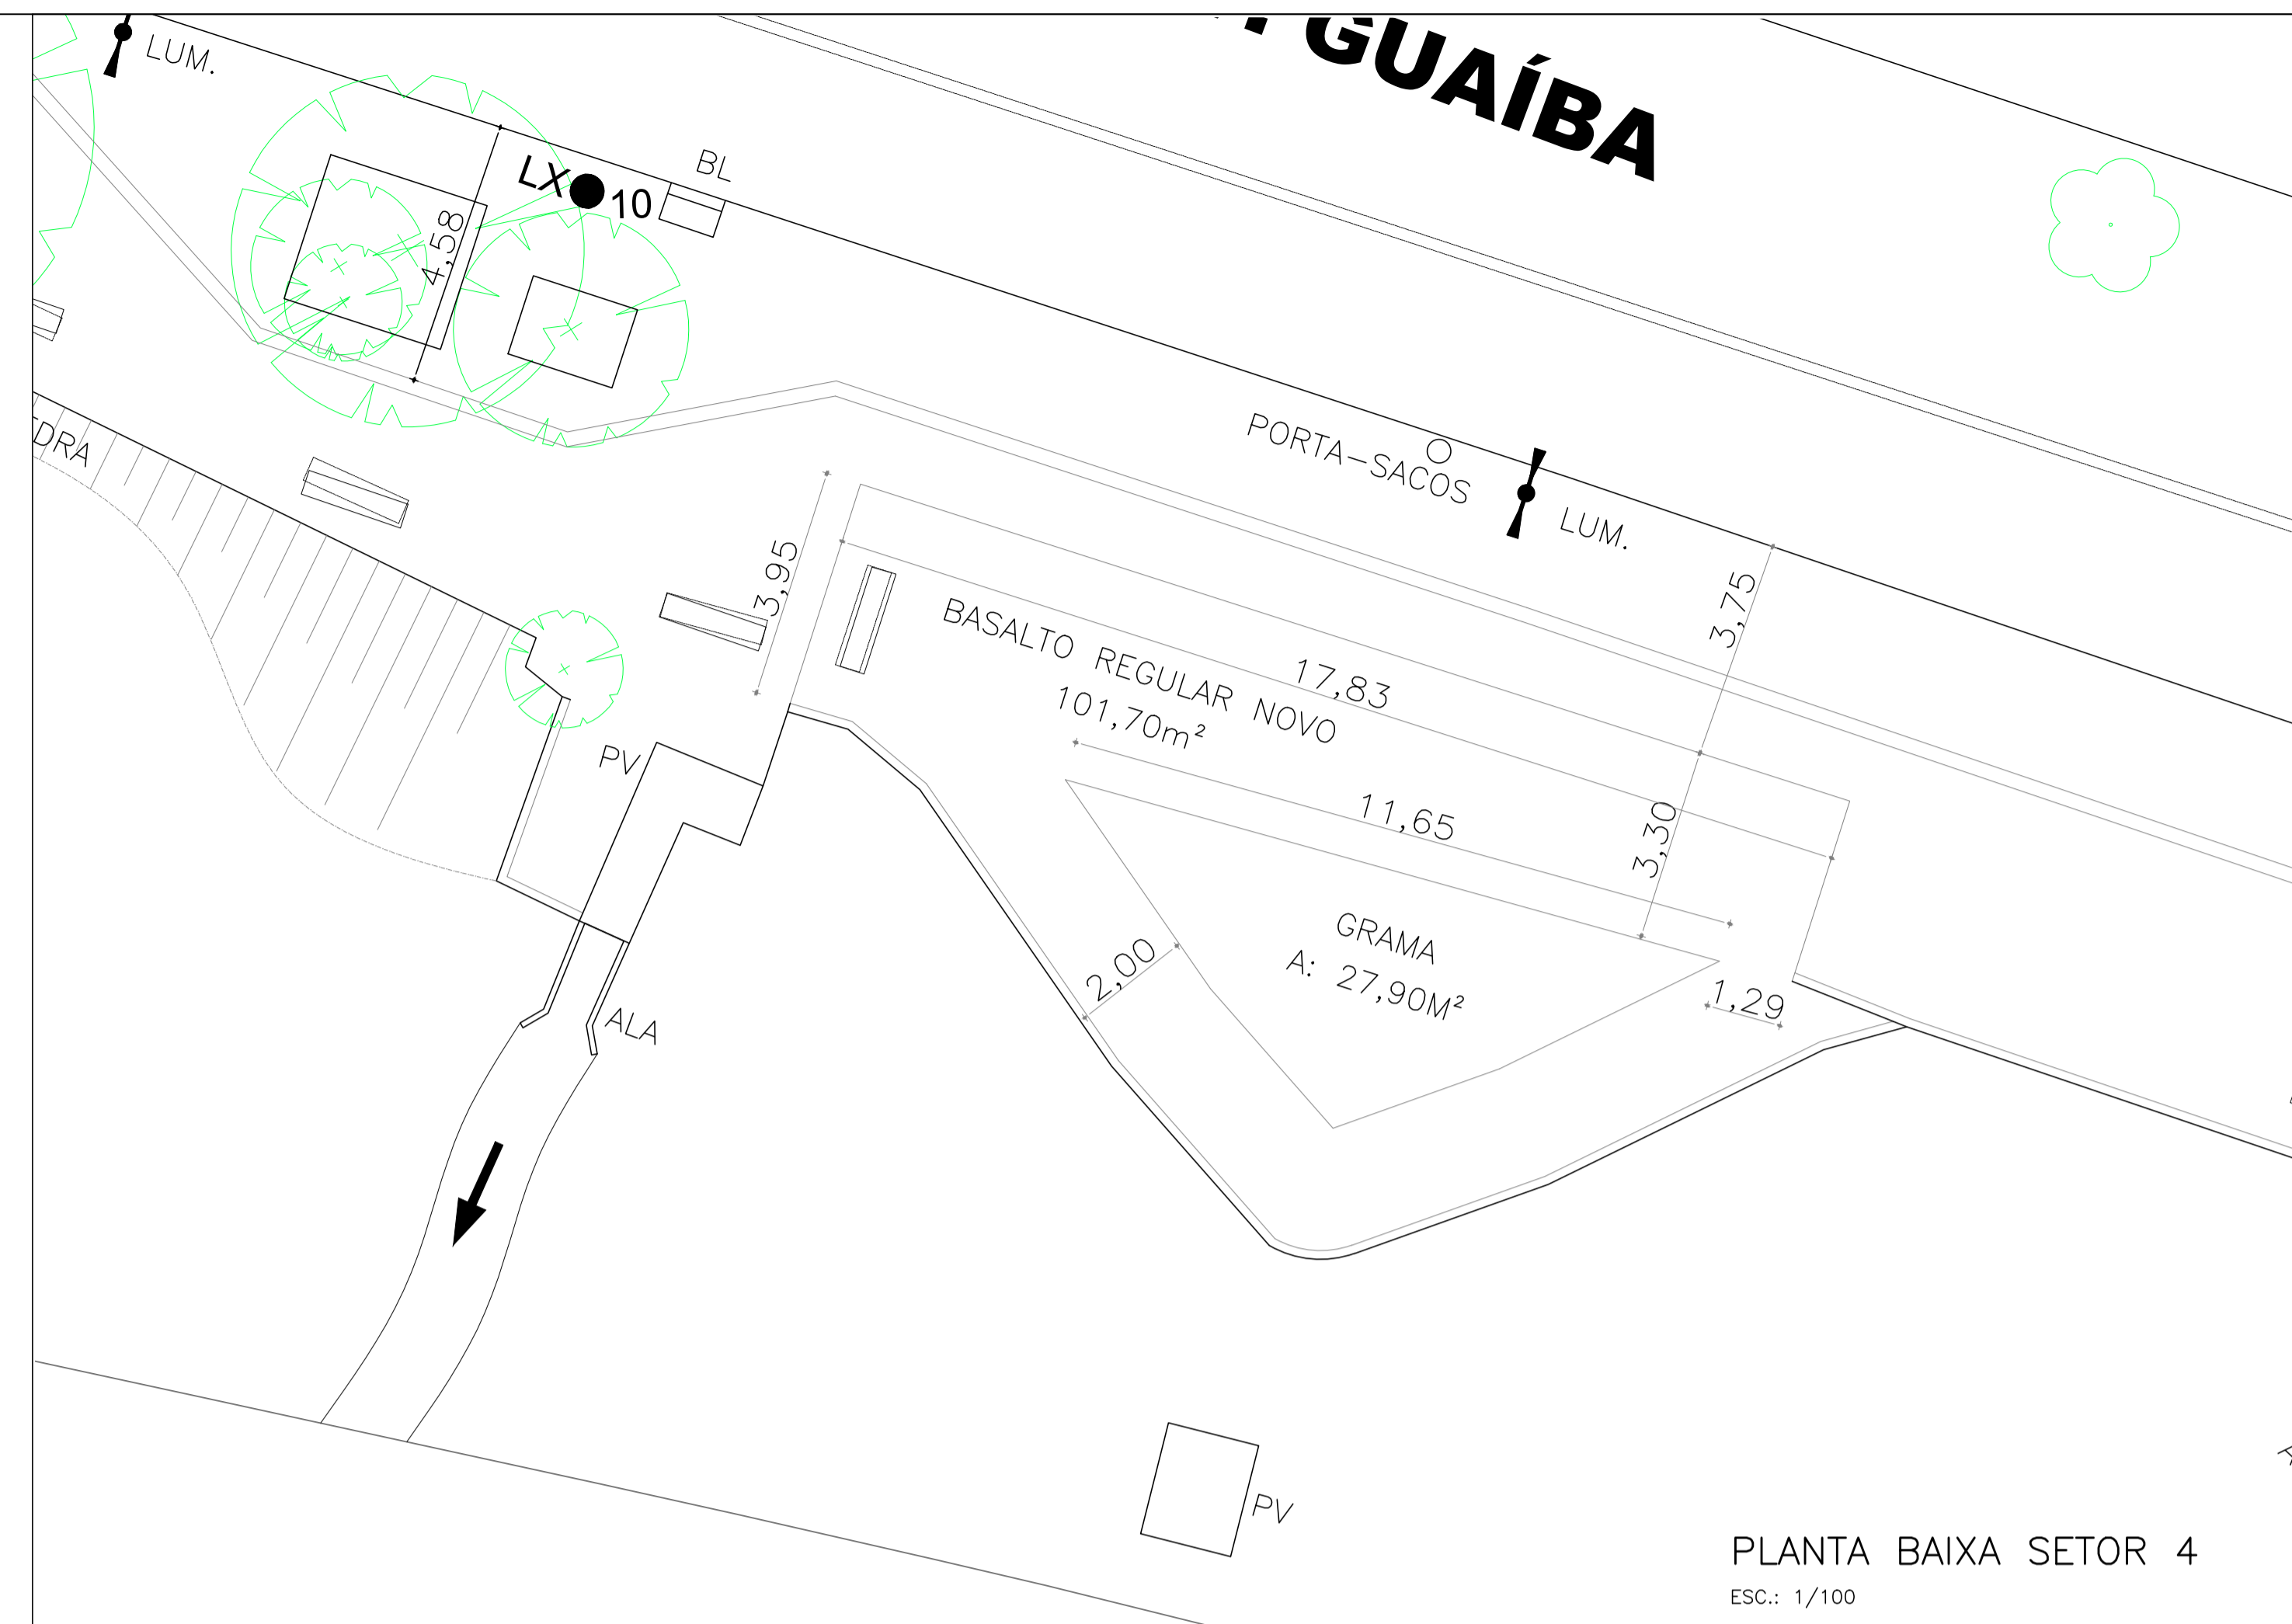 GUAÍBA
LUM.
BL
LX 10
4,58
DRA
PORTA-SACOS
LUM.
3,95
3,75
BASALTO REGULAR NOVO
101,70m²
17,83
PV
11,65
3,30
GRAMA
A: 27,90M²
2,00
1,29
ALA
PV
PLANTA BAIXA SETOR 4
ESC.: 1/100